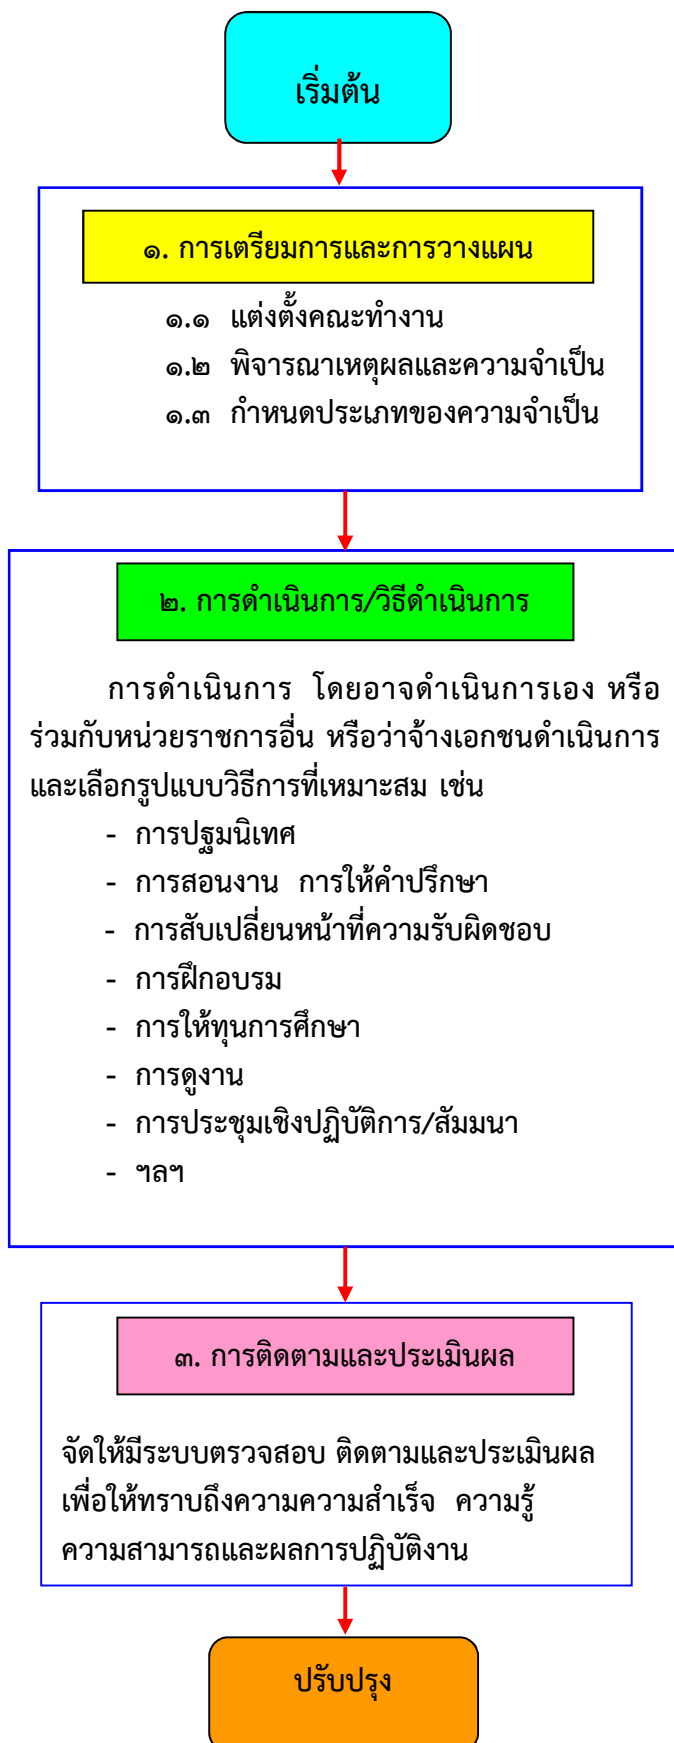 เริ่มต้น
๑. การเตรียมการและการวางแผน
๑.๑ แต่งตั้งคณะทำงาน
๑.๒ พิจารณาเหตุผลและความจำเป็น
๑.๓ กำหนดประเภทของความจำเป็น
๒. การดำเนินการ/วิธีดำเนินการ
การดำเนินการ โดยอาจดำเนินการเอง หรือ
ร่วมกับหน่วยราชการอื่น หรือว่าจ้างเอกชนดำเนินการ
และเลือกรูปแบบวิธีการที่เหมาะสม เช่น
- การปฐมนิเทศ
- การสอนงาน การให้คำปรึกษา
- การสับเปลี่ยนหน้าที่ความรับผิดชอบ
- การฝึกอบรม
- การให้ทุนการศึกษา
- การดูงาน
- การประชุมเชิงปฏิบัติการ/สัมมนา
- ฯลฯ
๓. การติดตามและประเมินผล
จัดให้มีระบบตรวจสอบ ติดตามและประเมินผล
เพื่อให้ทราบถึงความความสำเร็จ ความรู้
ความสามารถและผลการปฏิบัติงาน
ปรับปรุง